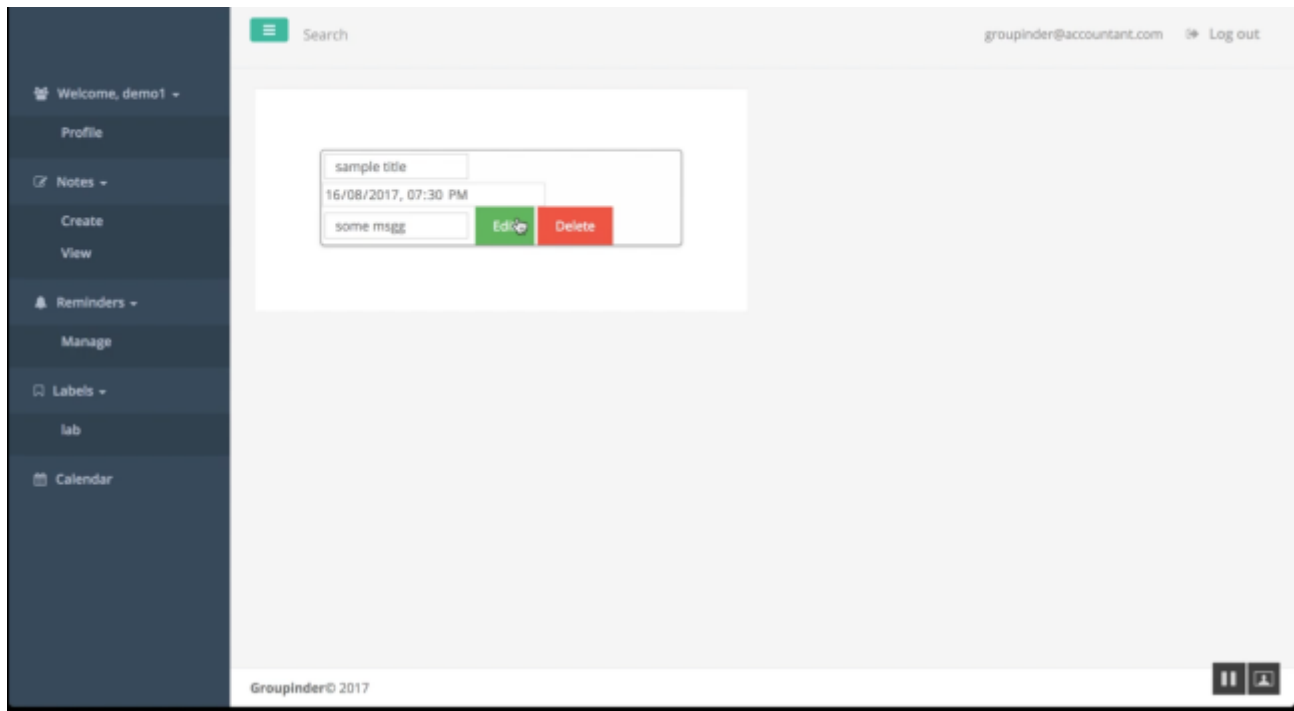 Search
groupinder@accountant.com Log out
Welcome, demo1
Profile
Notes
Create
View
Reminders
Manage
Labels
lab
Calendar
sample title
16/08/2017, 07:30 PM
some msgg
Edit Delete
Groupinder© 2017